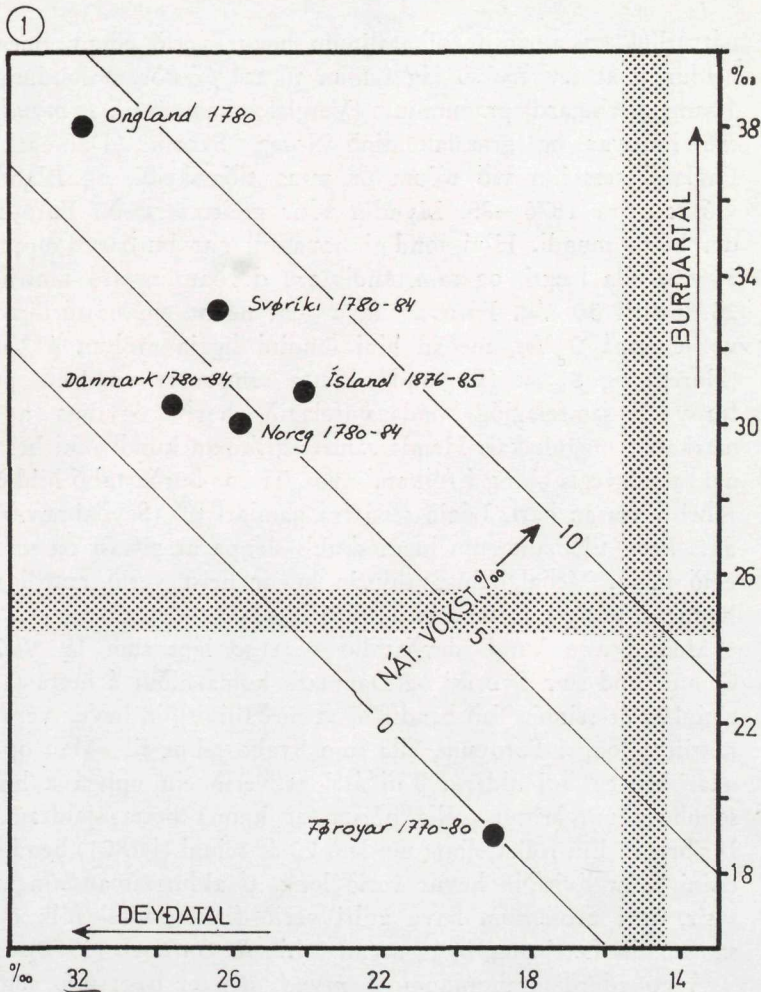 1
‰
Ongland 1780
38
BURÐARTAL
34
Svøríki 1780-84
Danmark 1780-84
Ísland 1876-85
30
Noreg 1780-84
10
26
NAT. VØKST. ‰
5
0
22
Føroyar 1770-80
18
DEYÐATAL
‰ 32 26 22 18 14